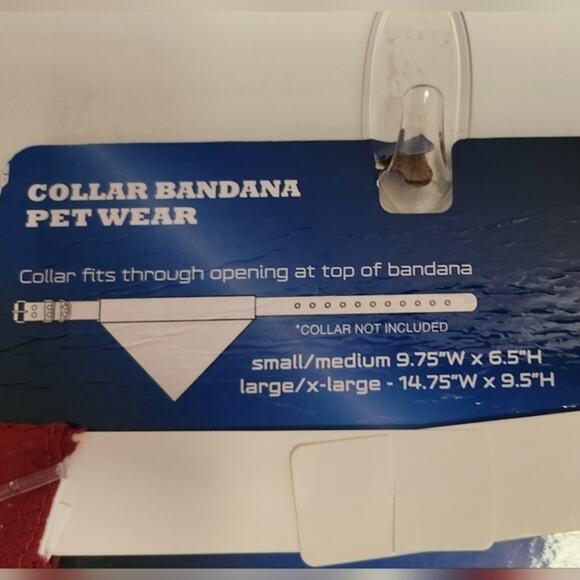 COLLAR BANDANA
PET WEAR
Collar fits through opening at top of bandana
*COLLAR NOT INCLUDED
small/medium 9.75"W x 6.5"H
large/x-large - 14.75"W x 9.5"H